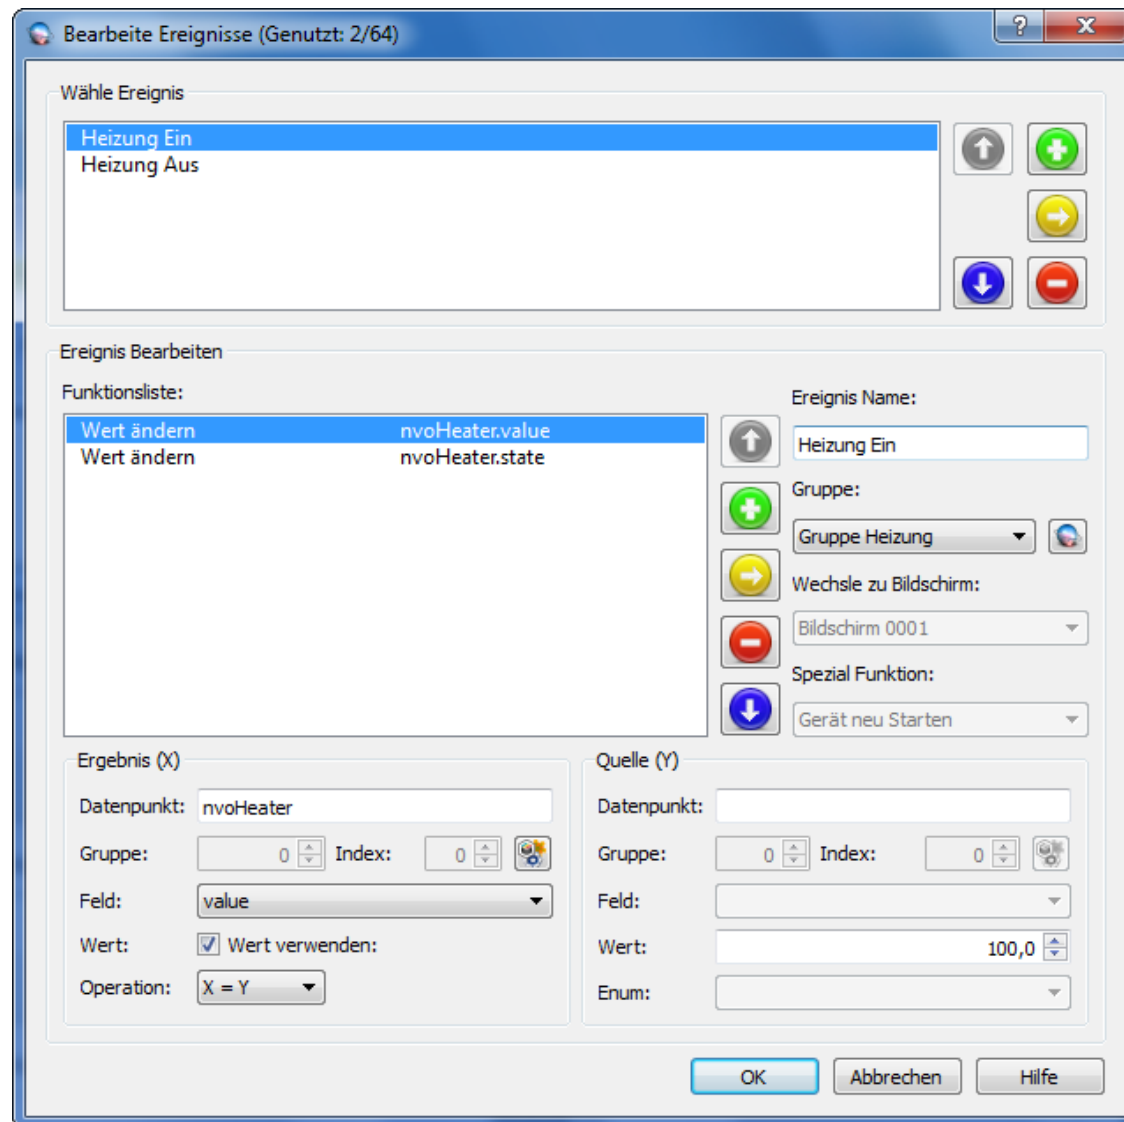 Bearbeite Ereignisse (Genutzt: 2/64)
Wähle Ereignis
Heizung Ein
Heizung Aus
Ereignis Bearbeiten
Funktionsliste:
Wert ändern nvoHeater.value
Wert ändern nvoHeater.state
Ereignis Name:
Heizung Ein
Gruppe:
Gruppe Heizung
Wechsle zu Bildschirm:
Bildschirm 0001
Spezial Funktion:
Gerät neu Starten
Ergebnis (X)
Datenpunkt: nvoHeater
Gruppe: 0 Index: 0
Feld: value
Wert: Wert verwenden:
Operation: X = Y
Quelle (Y)
Datenpunkt:
Gruppe: 0 Index: 0
Feld:
Wert: 100,0
Enum:
OK Abbrechen Hilfe